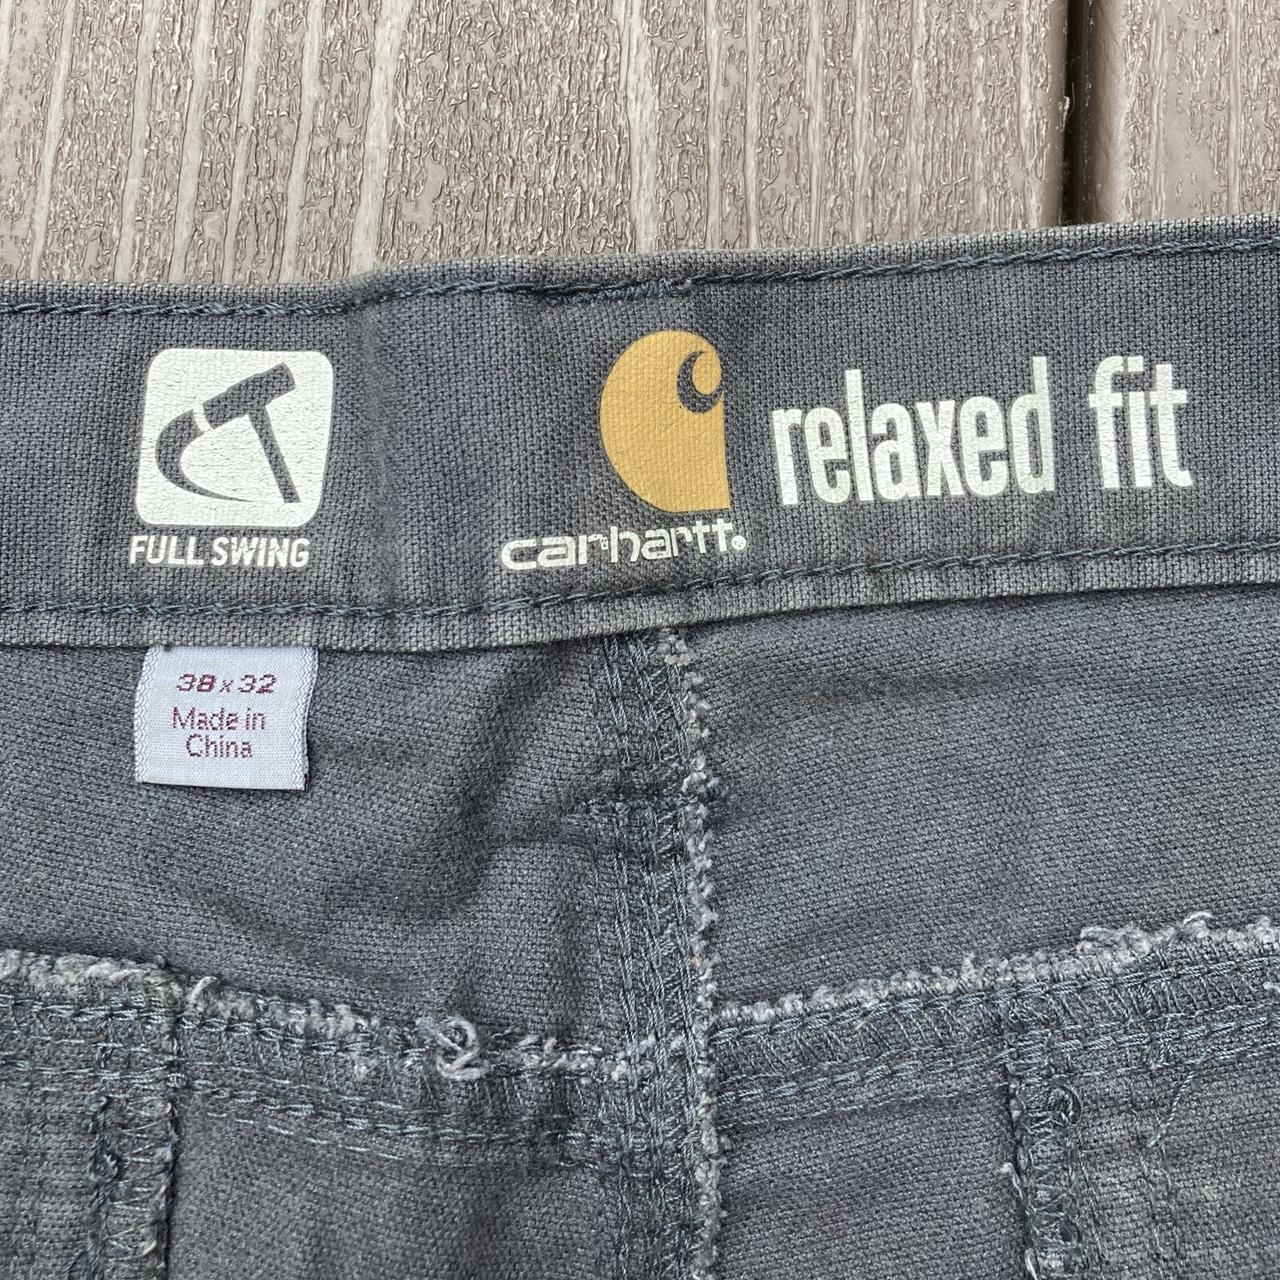 FULL SWING
carhartt®
relaxed fit
38 x 32
Made in
China